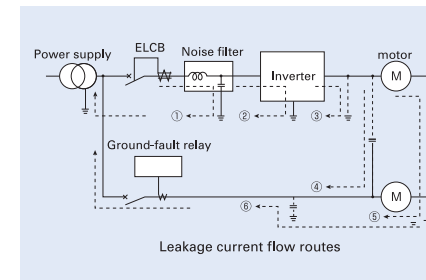 Power supply
ELCB
Noise filter
Inverter
motor
M
①
②
③
Ground-fault relay
④
M
⑥
⑤
Leakage current flow routes